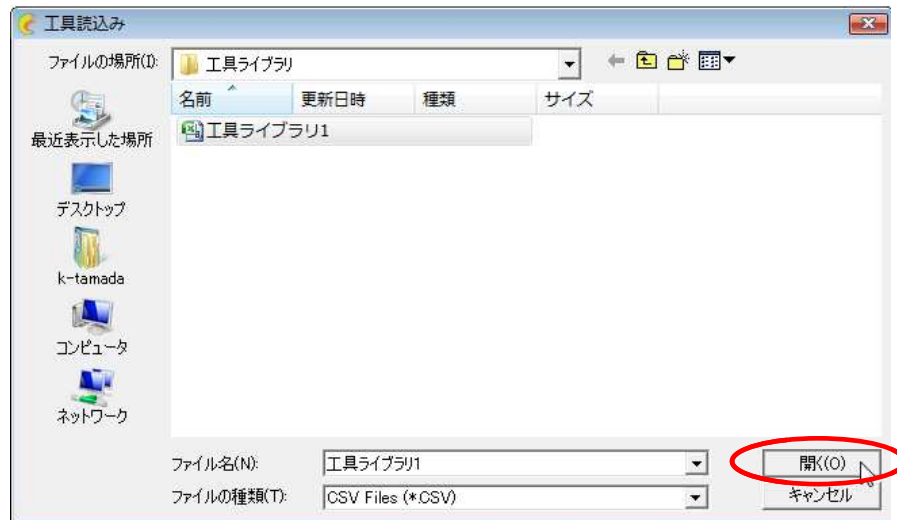 工具読込み
ファイルの場所(I):
工具ライブラリ
名前 更新日時 種類 サイズ
工具ライブラリ1
最近表示した場所
デスクトップ
k-tamada
コンピュータ
ネットワーク
ファイル名(N): 工具ライブラリ1 開く(O)
ファイルの種類(T): CSV Files (*.CSV) キャンセル